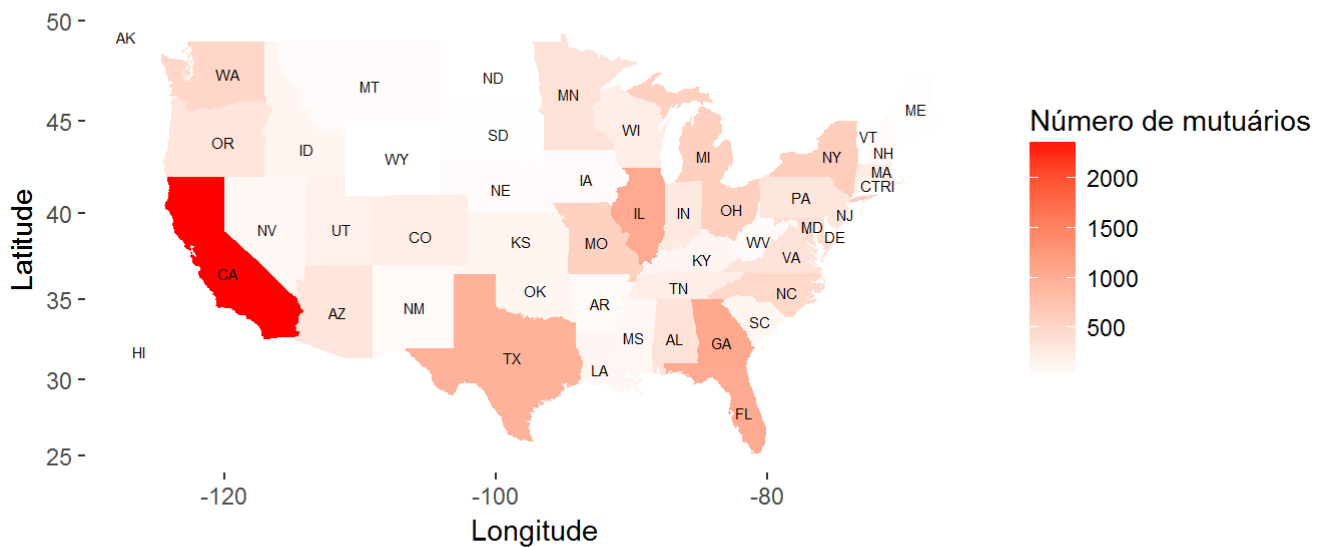 50
AK
WA
MT
ND
MN
ME
45
OR
ID
SD
WI
VT
NH
WY
MI
NY
MA
CTRI
NE
IA
PA
40
NV
UT
CO
KS
MO
IL
IN
OH
NJ
MD
DE
WV
VA
KY
CA
OK
TN
NC
35
AZ
NM
AR
SC
MS
AL
GA
HI
TX
LA
30
FL
25
-120
-100
-80
Longitude
Latitude
Número de mutuários
2000
1500
1000
500